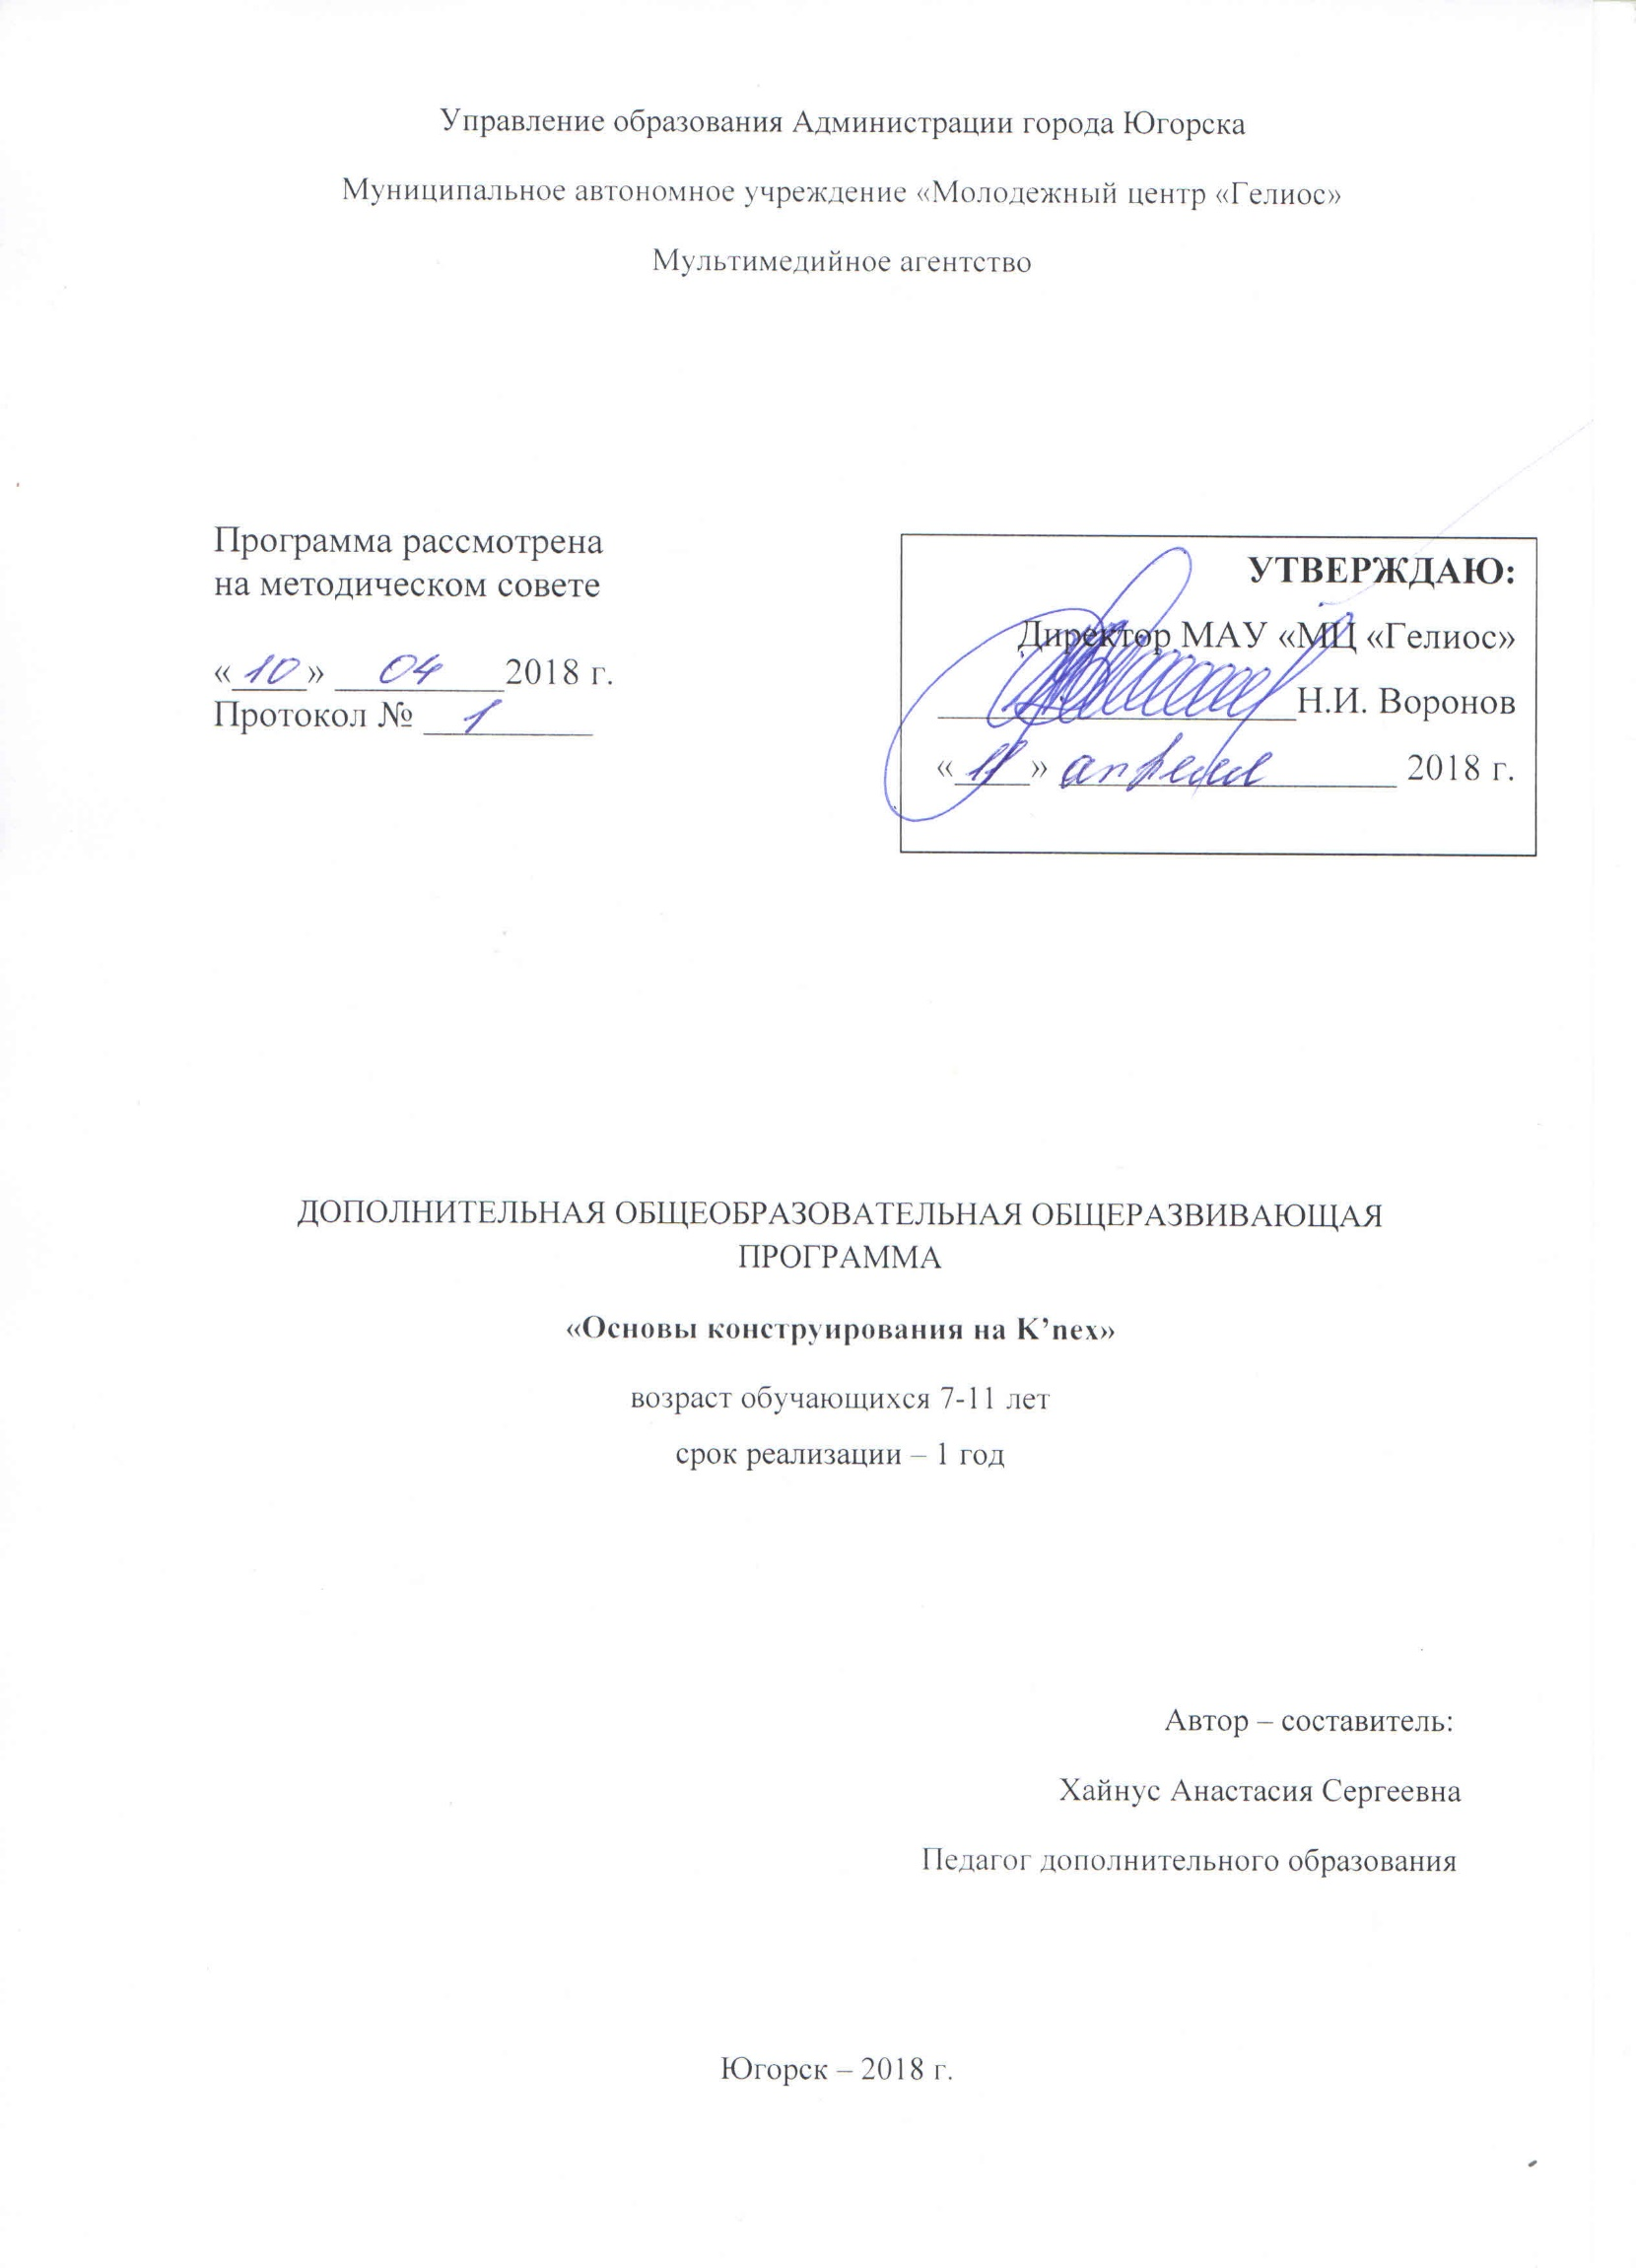 Управление образования Администрации города Югорска
Муниципальное автономное учреждение «Молодежный центр «Гелиос»
Мультимедийное агентство
Программа рассмотрена
на методическом совете
«10» 04 2018 г.
Протокол № 1
УТВЕРЖДАЮ:
Директор МАУ «МЦ «Гелиос»
Н.И. Воронов
«11» апреля 2018 г.
ДОПОЛНИТЕЛЬНАЯ ОБЩЕОБРАЗОВАТЕЛЬНАЯ ОБЩЕРАЗВИВАЮЩАЯ
ПРОГРАММА
«Основы конструирования на K’nex»
возраст обучающихся 7-11 лет
срок реализации – 1 год
Автор – составитель:
Хайнус Анастасия Сергеевна
Педагог дополнительного образования
Югорск – 2018 г.